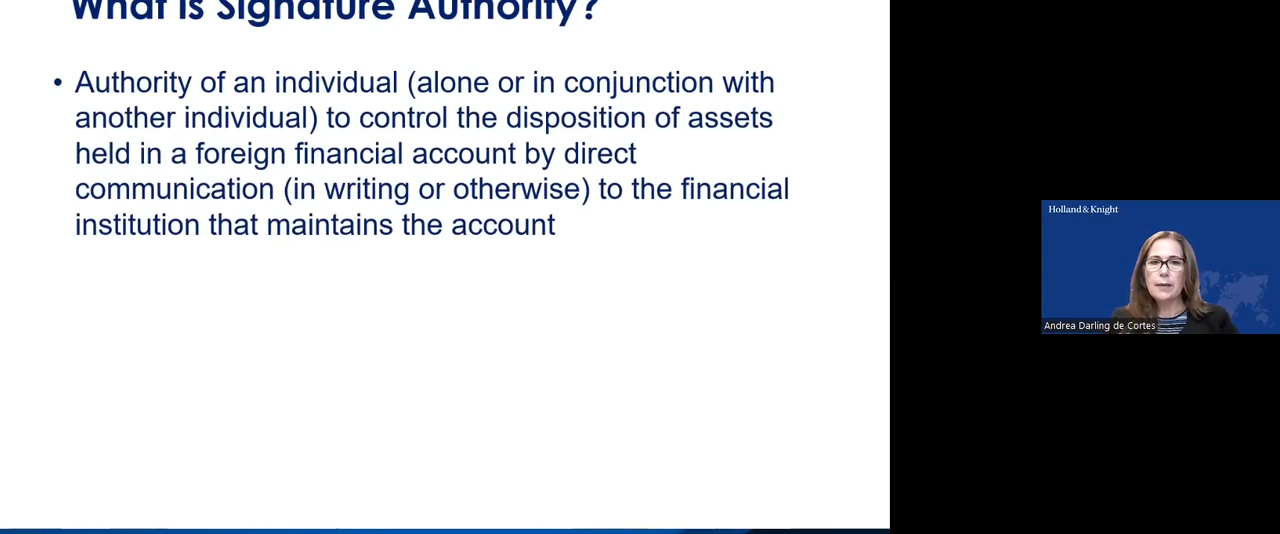 What is Signature Authority?
• Authority of an individual (alone or in conjunction with
another individual) to control the disposition of assets
held in a foreign financial account by direct
communication (in writing or otherwise) to the financial
institution that maintains the account
Holland & Knight
Andrea Darling de Cortes